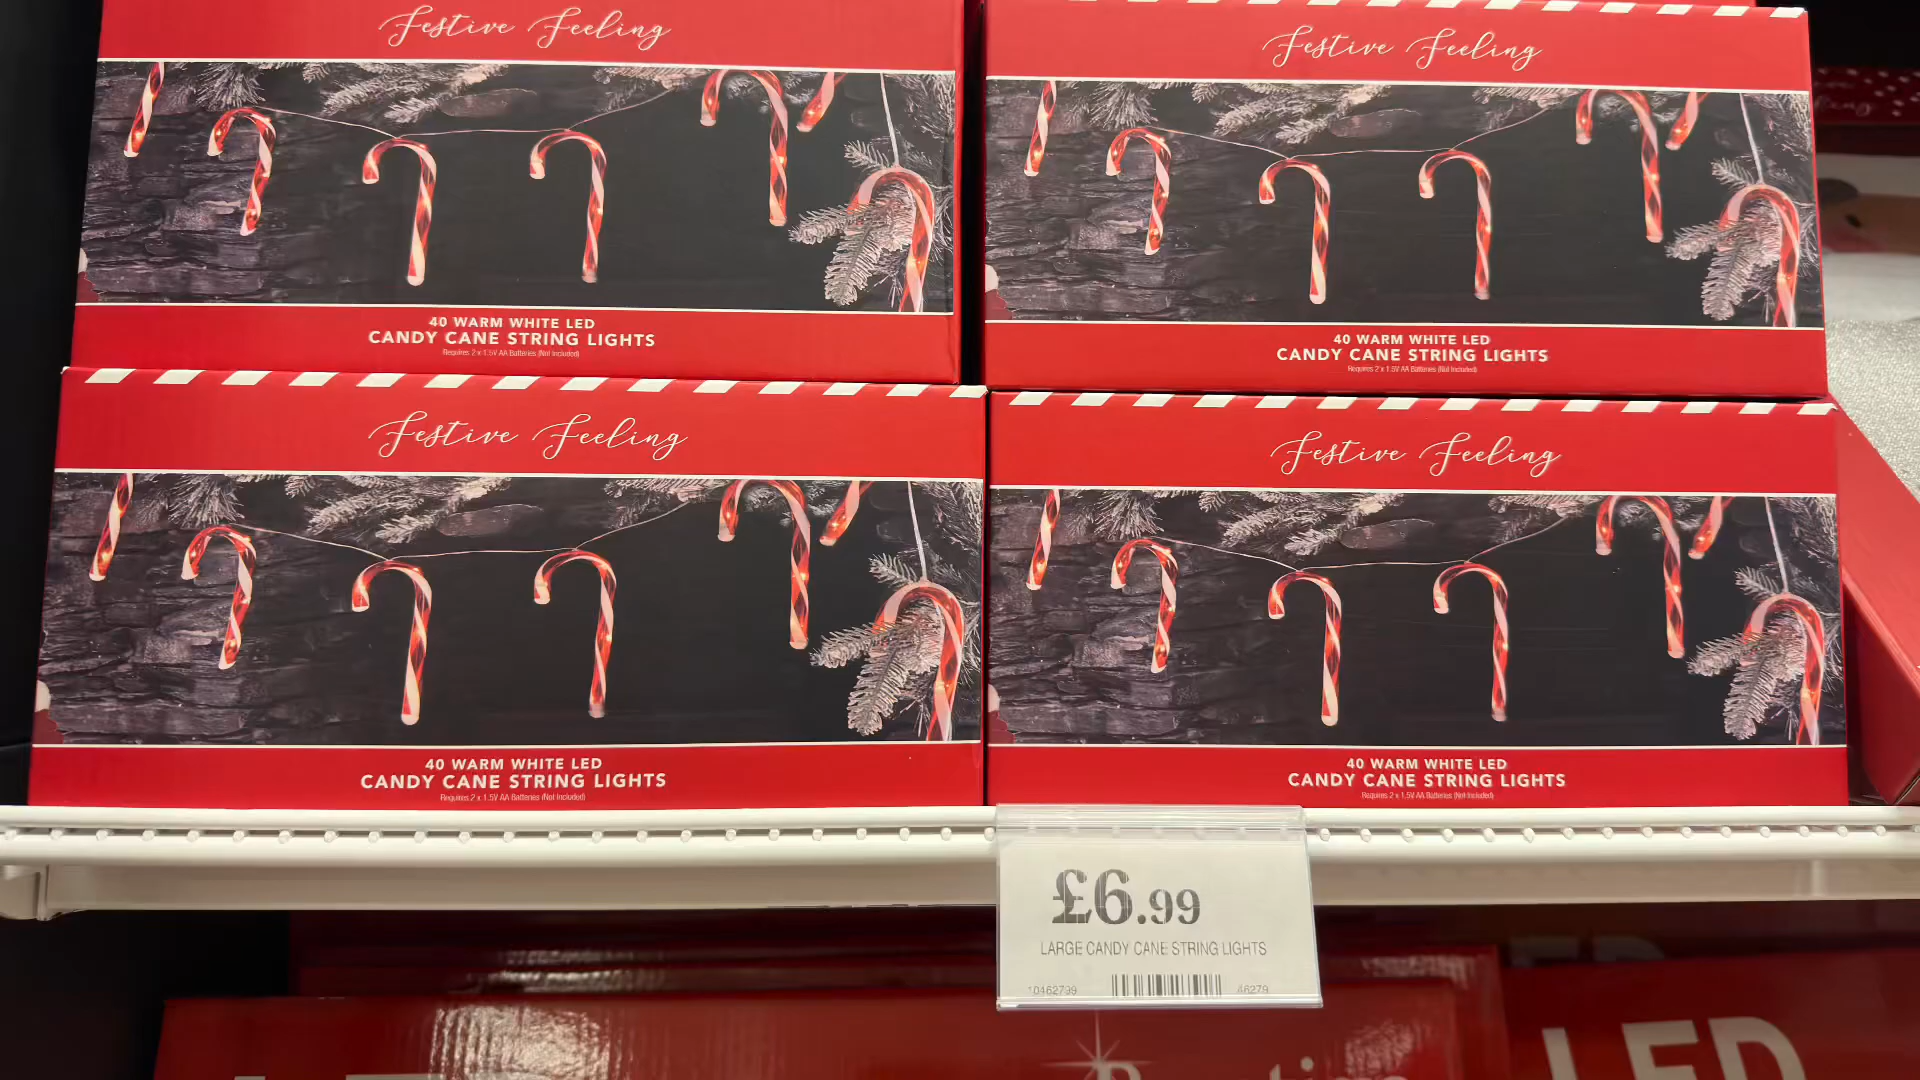 Festive Feeling
40 WARM WHITE LED
CANDY CANE STRING LIGHTS
Requires 2 x 1.5V AA Batteries (Not Included)
Festive Feeling
40 WARM WHITE LED
CANDY CANE STRING LIGHTS
Requires 2 x 1.5V AA Batteries (Not Included)
Festive Feeling
40 WARM WHITE LED
CANDY CANE STRING LIGHTS
Requires 2 x 1.5V AA Batteries (Not Included)
Festive Feeling
40 WARM WHITE LED
CANDY CANE STRING LIGHTS
Requires 2 x 1.5V AA Batteries (Not Included)
£6.99
LARGE CANDY CANE STRING LIGHTS
10462799 46279
LED